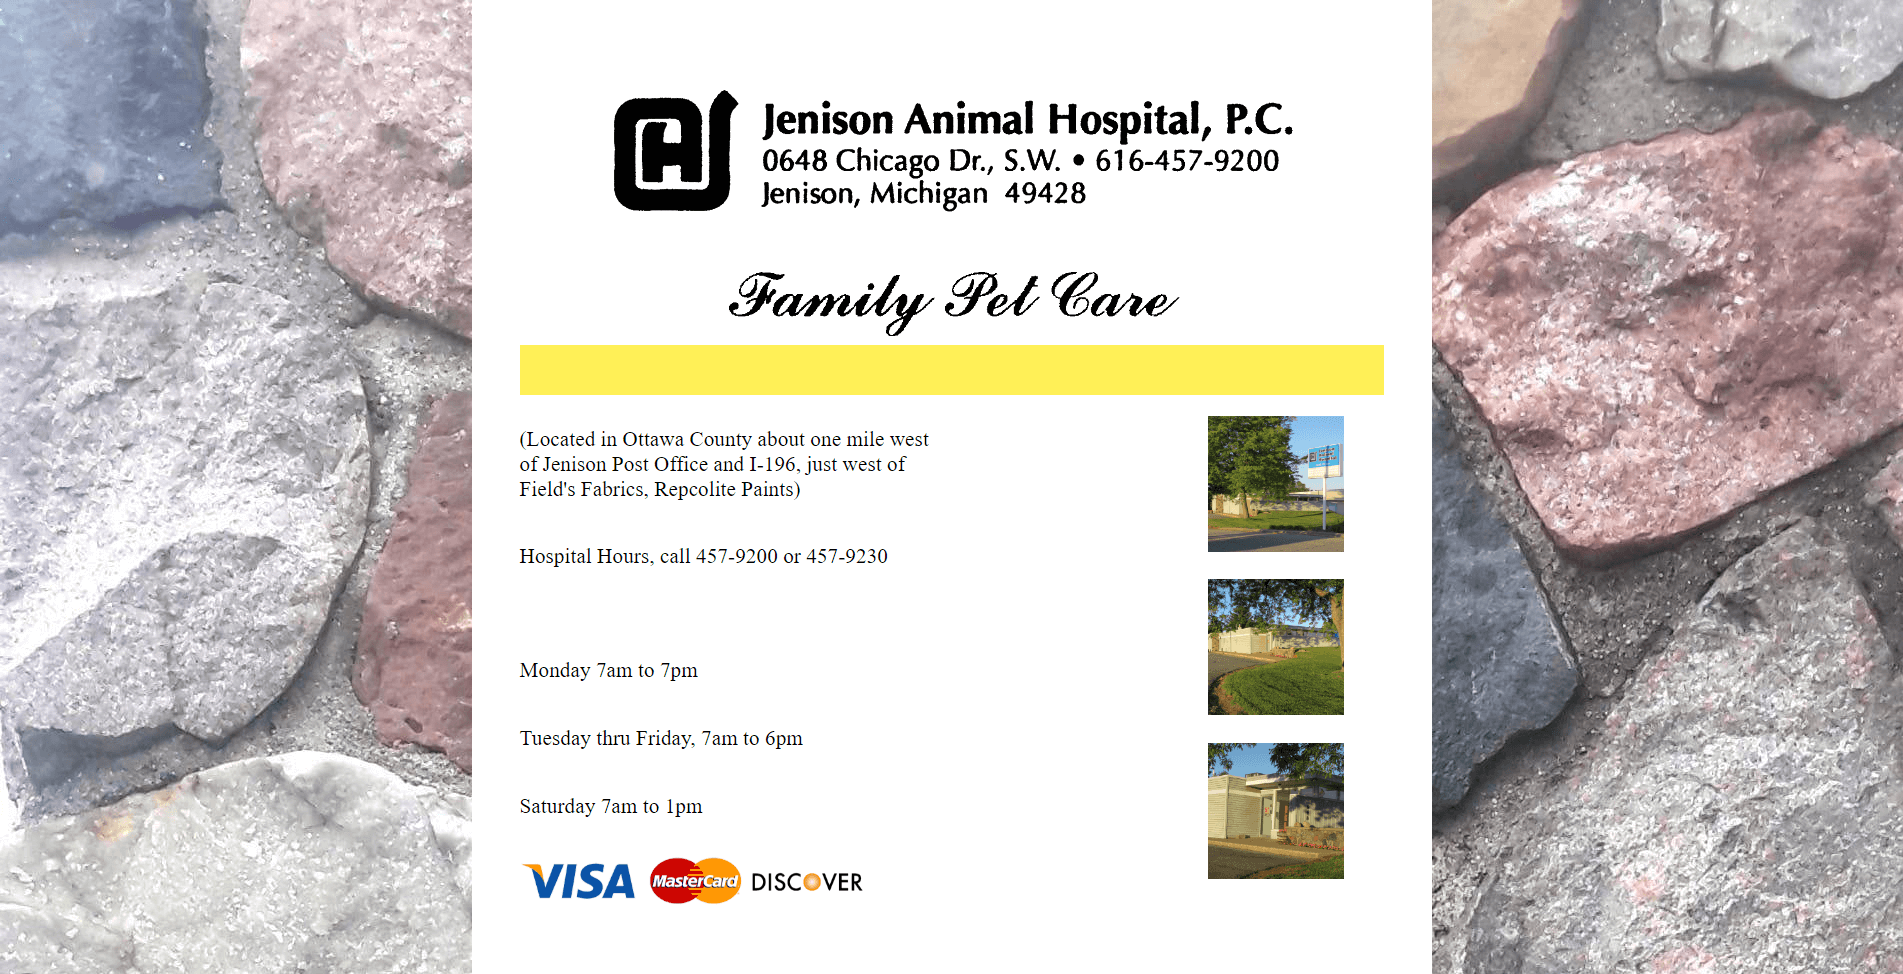 Jenison Animal Hospital, P.C.
0648 Chicago Dr., S.W. • 616-457-9200
Jenison, Michigan 49428
Family Pet Care
(Located in Ottawa County about one mile west
of Jenison Post Office and I-196, just west of
Field's Fabrics, Repcolite Paints)
Hospital Hours, call 457-9200 or 457-9230
Monday 7am to 7pm
Tuesday thru Friday, 7am to 6pm
Saturday 7am to 1pm
VISA MasterCard DISCOVER